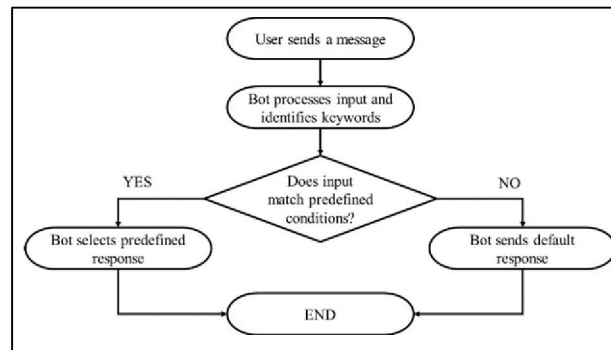 User sends a message
Bot processes input and
identifies keywords
Does input
match predefined
conditions?
YES
NO
Bot selects predefined
response
Bot sends default
response
END